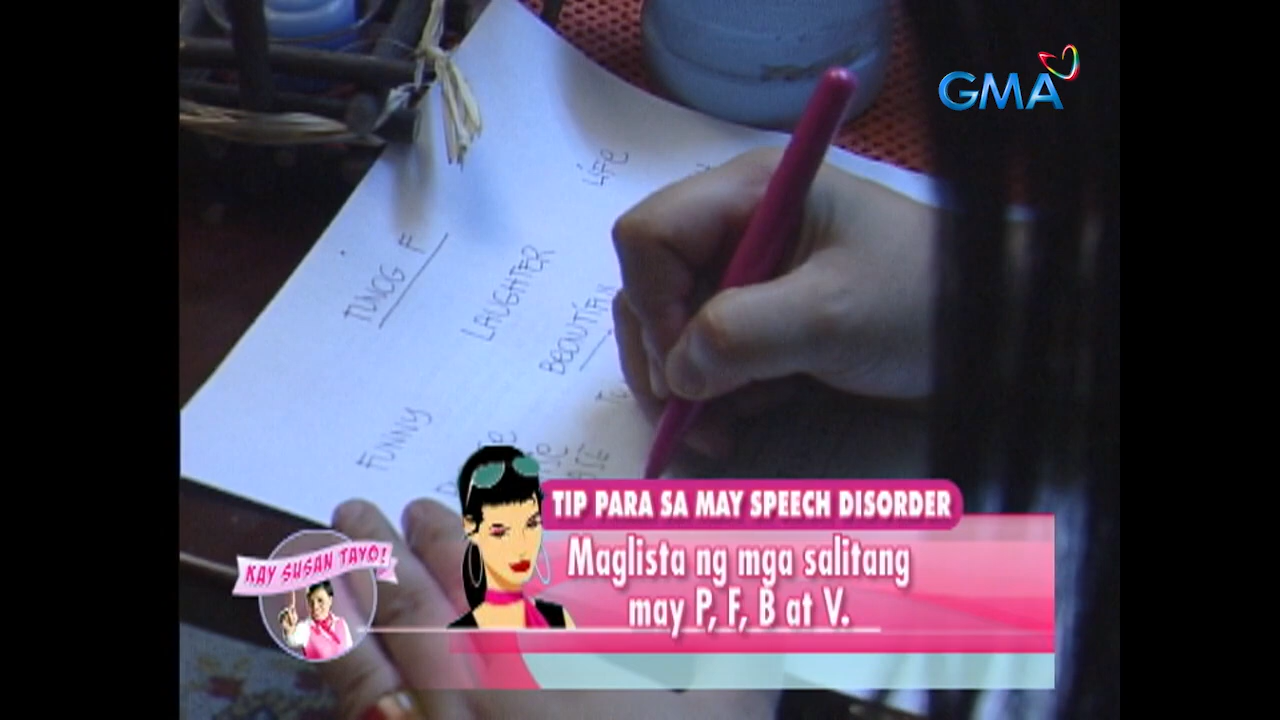 GMA
LIFE
TUNOG F
LAUGHTER
FUNNY
TIP PARA SA MAY SPEECH DISORDER
KAY SUSAN TAYO!
Maglista ng mga salitang
may P, F, B at V.